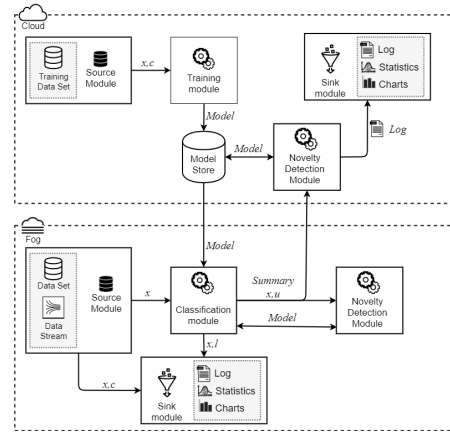 Cloud
Training
Data Set
Source
Module
x,c
Training
module
Model
Sink
module
Log
Statistics
Charts
Log
Model
Store
Model
Novelty
Detection
Module
Fog
Model
Data Set
Data
Stream
Source
Module
x
Classification
module
Summary
x,u
Model
Novelty
Detection
Module
x,l
x,c
Sink
module
Log
Statistics
Charts